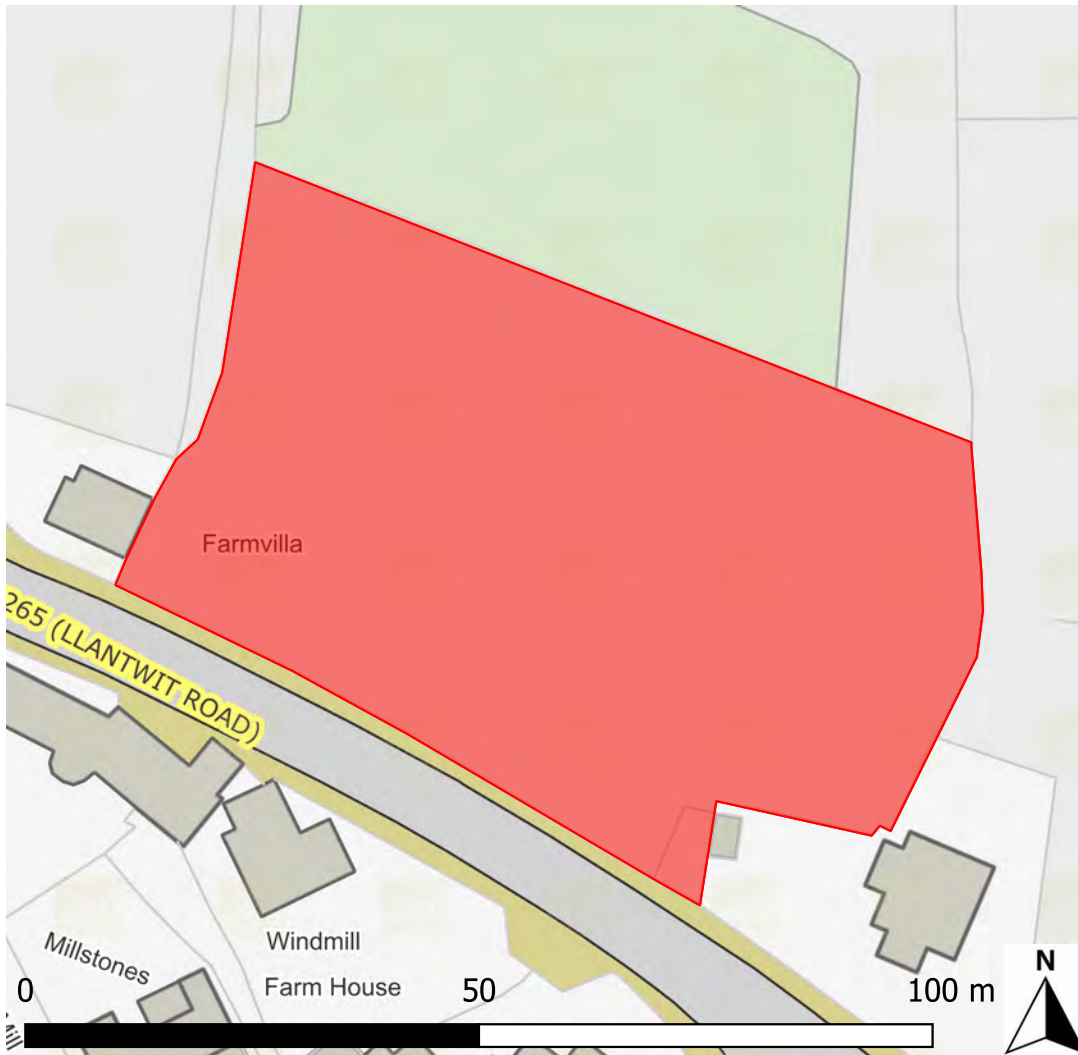 Farmvilla
265 (LLANTWIT ROAD)
Windmill
Farm House
Millstones
0 50 100 m
N